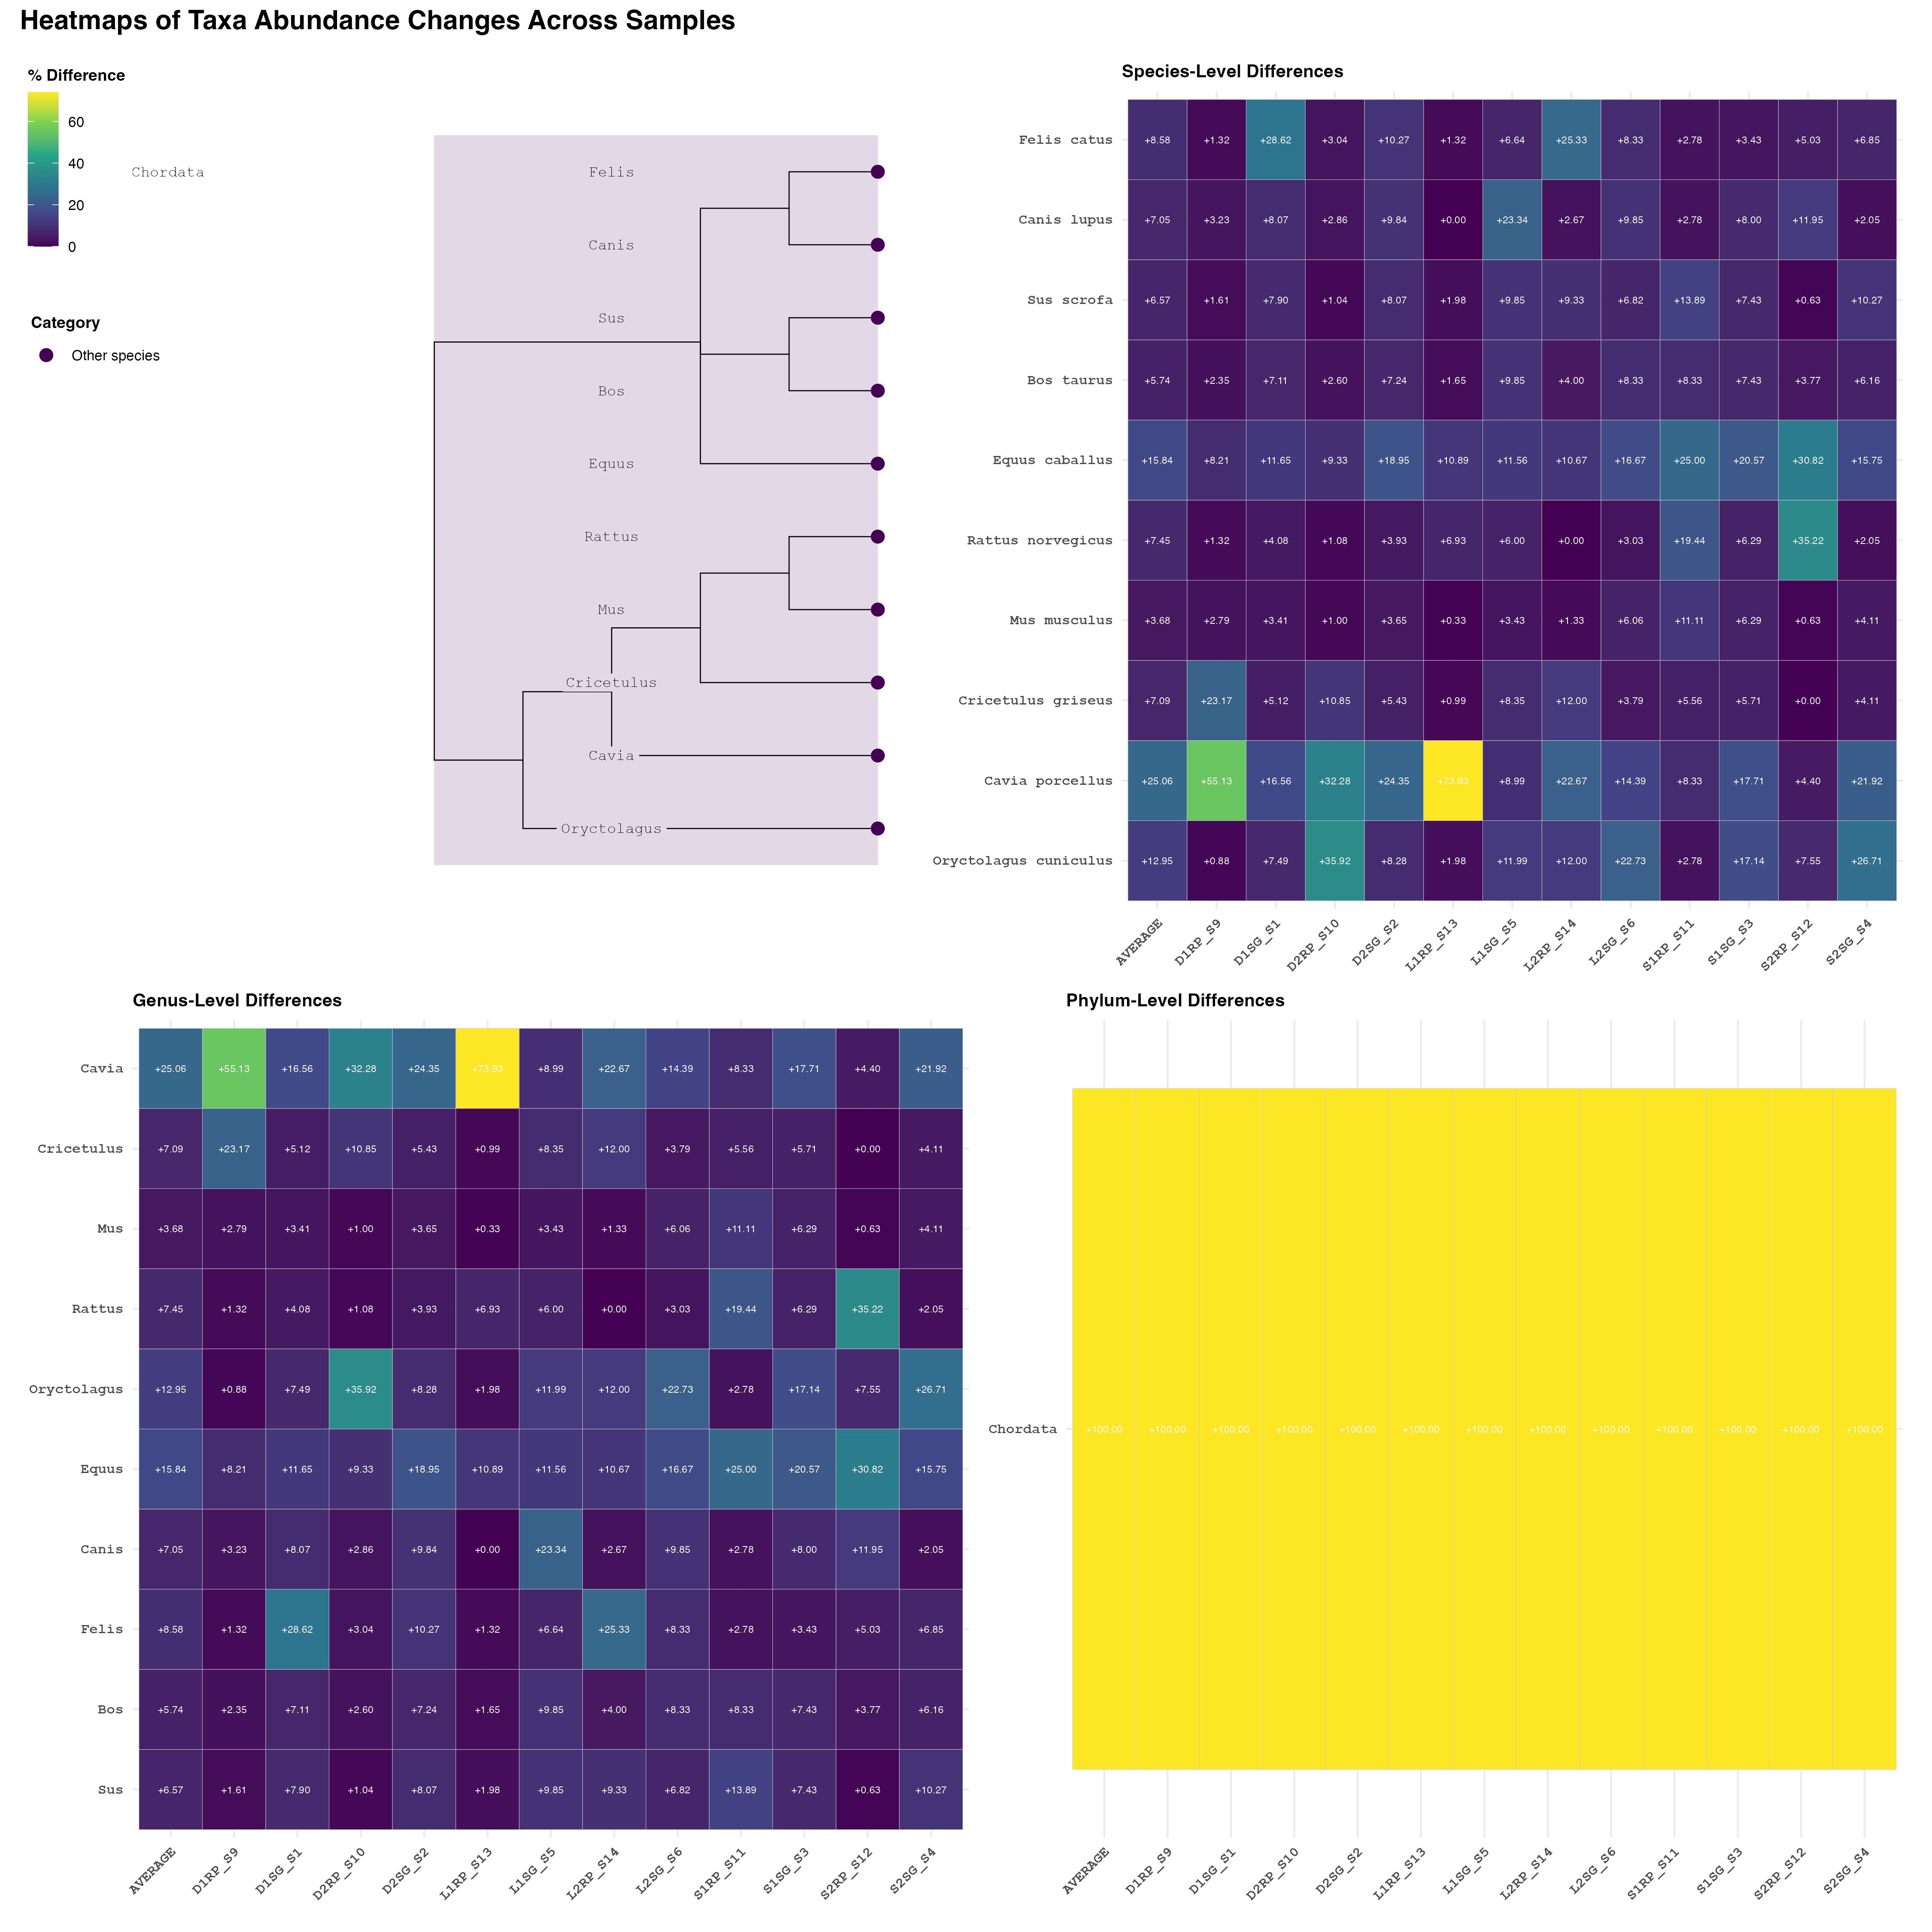 Heatmaps of Taxa Abundance Changes Across Samples
% Difference
60
40
20
0
Category
Other species
Chordata
Felis
Canis
Sus
Bos
Equus
Rattus
Mus
Cricetulus
Cavia
Oryctolagus
Species-Level Differences
Felis catus +8.58 +1.32 +28.62 +3.04 +10.27 +1.32 +6.64 +25.33 +8.33 +2.78 +3.43 +5.03 +6.85
Canis lupus +7.05 +3.23 +8.07 +2.86 +9.84 +0.00 +23.34 +2.67 +9.85 +2.78 +8.00 +11.95 +2.05
Sus scrofa +6.57 +1.61 +7.90 +1.04 +8.07 +1.98 +9.85 +9.33 +6.82 +13.89 +7.43 +0.63 +10.27
Bos taurus +5.74 +2.35 +7.11 +2.60 +7.24 +1.65 +9.85 +4.00 +8.33 +8.33 +7.43 +3.77 +6.16
Equus caballus +15.84 +8.21 +11.65 +9.33 +18.95 +10.89 +11.56 +10.67 +16.67 +25.00 +20.57 +30.82 +15.75
Rattus norvegicus +7.45 +1.32 +4.08 +1.08 +3.93 +6.93 +6.00 +0.00 +3.03 +19.44 +6.29 +35.22 +2.05
Mus musculus +3.68 +2.79 +3.41 +1.00 +3.65 +0.33 +3.43 +1.33 +6.06 +11.11 +6.29 +0.63 +4.11
Cricetulus griseus +7.09 +23.17 +5.12 +10.85 +5.43 +0.99 +8.35 +12.00 +3.79 +5.56 +5.71 +0.00 +4.11
Cavia porcellus +25.06 +55.13 +16.56 +32.28 +24.35 +73.93 +8.99 +22.67 +14.39 +8.33 +17.71 +4.40 +21.92
Oryctolagus cuniculus +12.95 +0.88 +7.49 +35.92 +8.28 +1.98 +11.99 +12.00 +22.73 +2.78 +17.14 +7.55 +26.71
AVERAGE D1RP_S9 D1SG_S1 D2RP_S10 D2SG_S2 L1RP_S13 L1SG_S5 L2RP_S14 L2SG_S6 S1RP_S11 S1SG_S3 S2RP_S12 S2SG_S4
Genus-Level Differences
Cavia +25.06 +55.13 +16.56 +32.28 +24.35 +73.93 +8.99 +22.67 +14.39 +8.33 +17.71 +4.40 +21.92
Cricetulus +7.09 +23.17 +5.12 +10.85 +5.43 +0.99 +8.35 +12.00 +3.79 +5.56 +5.71 +0.00 +4.11
Mus +3.68 +2.79 +3.41 +1.00 +3.65 +0.33 +3.43 +1.33 +6.06 +11.11 +6.29 +0.63 +4.11
Rattus +7.45 +1.32 +4.08 +1.08 +3.93 +6.93 +6.00 +0.00 +3.03 +19.44 +6.29 +35.22 +2.05
Oryctolagus +12.95 +0.88 +7.49 +35.92 +8.28 +1.98 +11.99 +12.00 +22.73 +2.78 +17.14 +7.55 +26.71
Equus +15.84 +8.21 +11.65 +9.33 +18.95 +10.89 +11.56 +10.67 +16.67 +25.00 +20.57 +30.82 +15.75
Canis +7.05 +3.23 +8.07 +2.86 +9.84 +0.00 +23.34 +2.67 +9.85 +2.78 +8.00 +11.95 +2.05
Felis +8.58 +1.32 +28.62 +3.04 +10.27 +1.32 +6.64 +25.33 +8.33 +2.78 +3.43 +5.03 +6.85
Bos +5.74 +2.35 +7.11 +2.60 +7.24 +1.65 +9.85 +4.00 +8.33 +8.33 +7.43 +3.77 +6.16
Sus +6.57 +1.61 +7.90 +1.04 +8.07 +1.98 +9.85 +9.33 +6.82 +13.89 +7.43 +0.63 +10.27
AVERAGE D1RP_S9 D1SG_S1 D2RP_S10 D2SG_S2 L1RP_S13 L1SG_S5 L2RP_S14 L2SG_S6 S1RP_S11 S1SG_S3 S2RP_S12 S2SG_S4
Phylum-Level Differences
Chordata +100.00 +100.00 +100.00 +100.00 +100.00 +100.00 +100.00 +100.00 +100.00 +100.00 +100.00 +100.00 +100.00
AVERAGE D1RP_S9 D1SG_S1 D2RP_S10 D2SG_S2 L1RP_S13 L1SG_S5 L2RP_S14 L2SG_S6 S1RP_S11 S1SG_S3 S2RP_S12 S2SG_S4